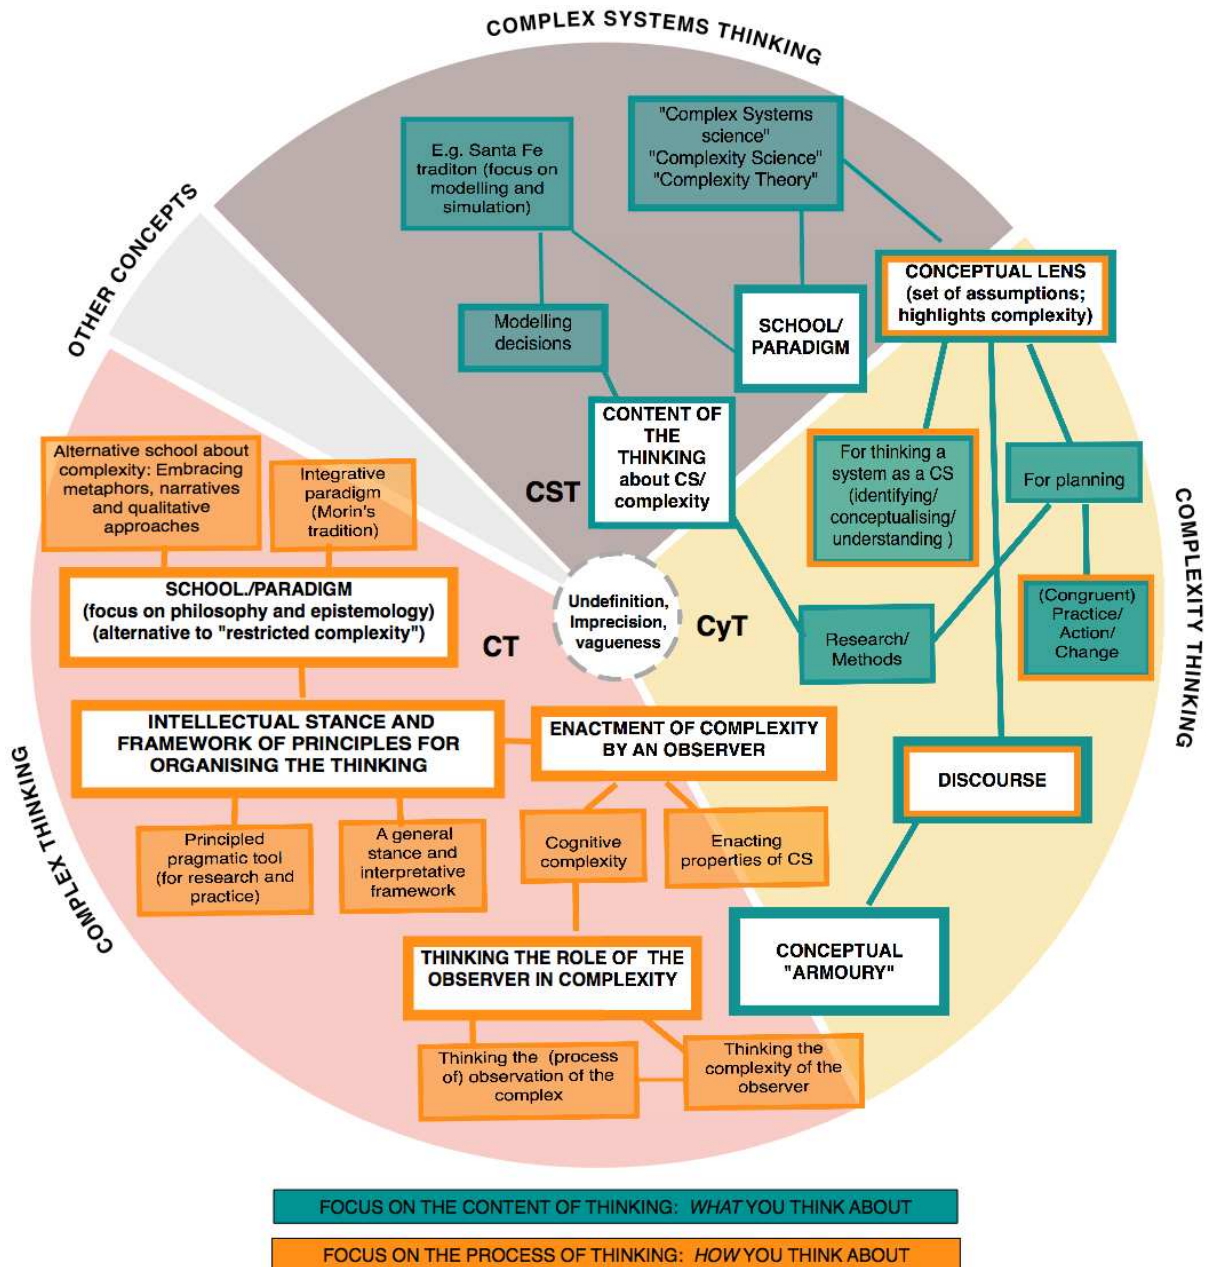 COMPLEX SYSTEMS THINKING
"Complex Systems
science"
"Complexity Science"
"Complexity Theory"
E.g. Santa Fe
traditon (focus on
modelling and
simulation)
OTHER CONCEPTS
CONCEPTUAL LENS
(set of assumptions;
highlights complexity)
SCHOOL/
PARADIGM
Modelling
decisions
CONTENT OF
THE
THINKING
about CS/
complexity
CST
Alternative school about
complexity: Embracing
metaphors, narratives
and qualitative
approaches
Integrative
paradigm
(Morin's
tradition)
For thinking a
system as a CS
(identifying/
conceptualising/
understanding )
For planning
COMPLEXITY THINKING
SCHOOL./PARADIGM
(focus on philosophy and epistemology)
(alternative to "restricted complexity")
CT
Undefinition,
Imprecision,
vagueness
CyT
Research/
Methods
(Congruent)
Practice/
Action/
Change
INTELLECTUAL STANCE AND
FRAMEWORK OF PRINCIPLES FOR
ORGANISING THE THINKING
ENACTMENT OF COMPLEXITY
BY AN OBSERVER
DISCOURSE
COMPLEX THINKING
Principled
pragmatic tool
(for research and
practice)
A general
stance and
interpretative
framework
Cognitive
complexity
Enacting
properties of CS
THINKING THE ROLE OF THE
OBSERVER IN COMPLEXITY
CONCEPTUAL
"ARMOURY"
Thinking the (process
of) observation of the
complex
Thinking the
complexity of the
observer
FOCUS ON THE CONTENT OF THINKING: WHAT YOU THINK ABOUT
FOCUS ON THE PROCESS OF THINKING: HOW YOU THINK ABOUT